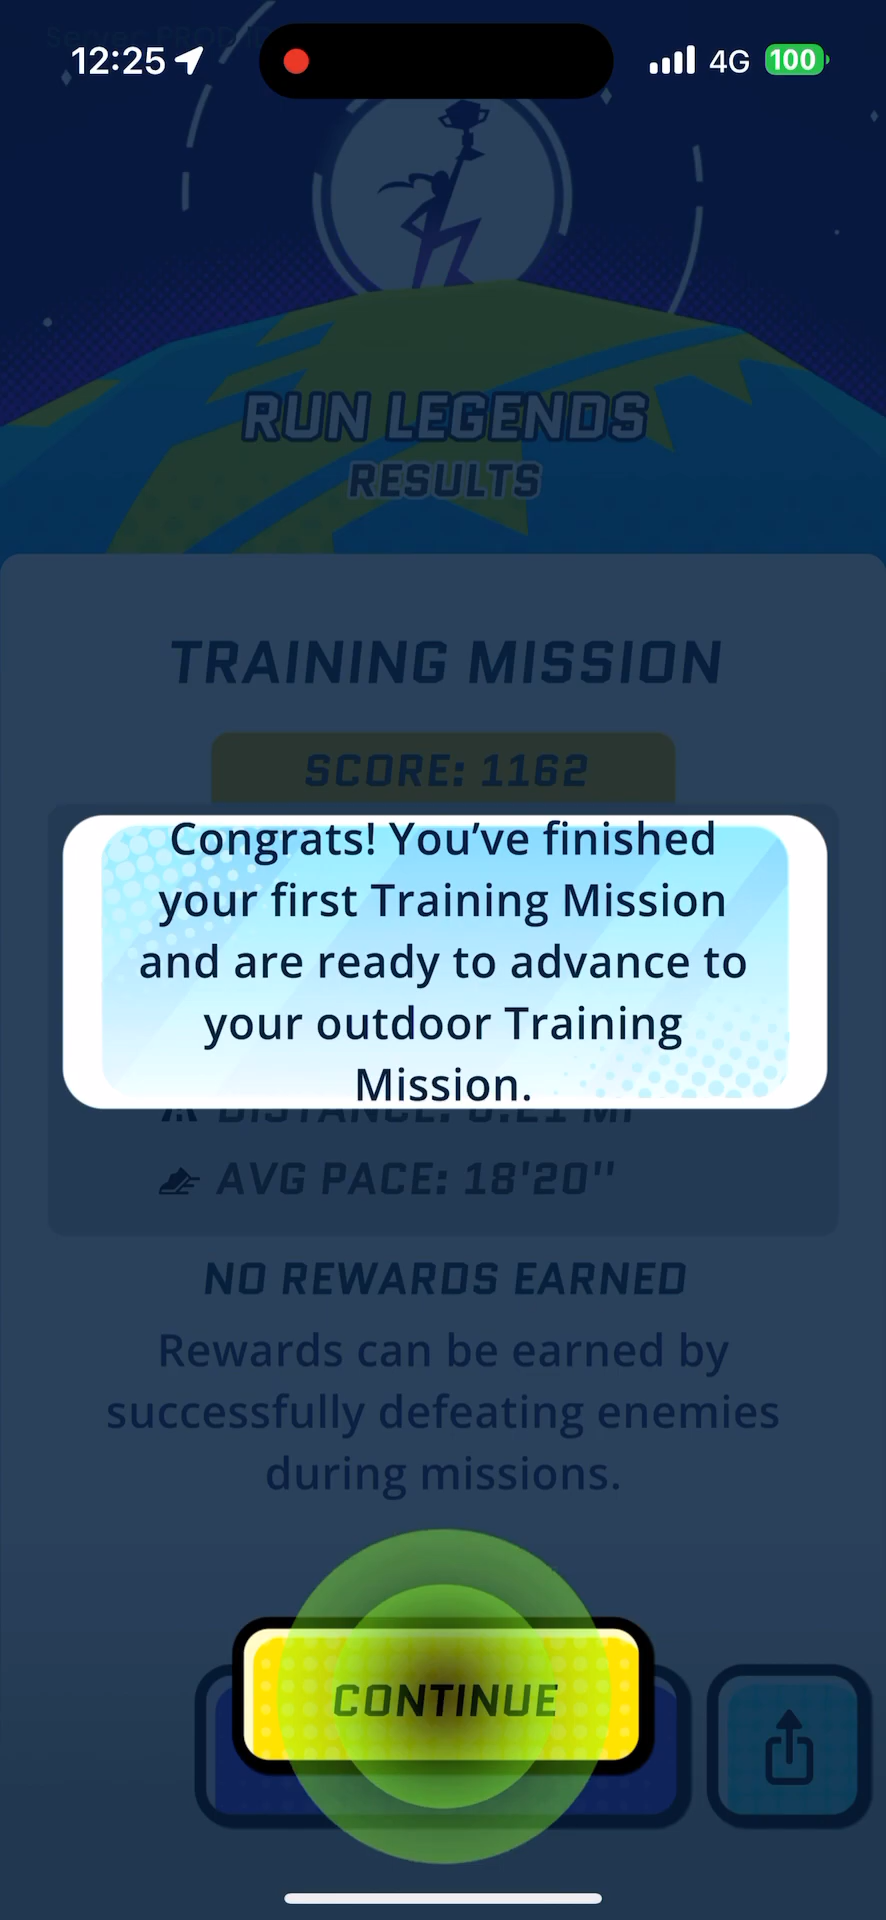 12:25
4G
100
RUN LEGENDS
RESULTS
TRAINING MISSION
SCORE: 1162
Congrats! You’ve finished
your first Training Mission
and are ready to advance to
your outdoor Training
Mission.
AVG PACE: 18'20"
NO REWARDS EARNED
Rewards can be earned by
successfully defeating enemies
during missions.
CONTINUE